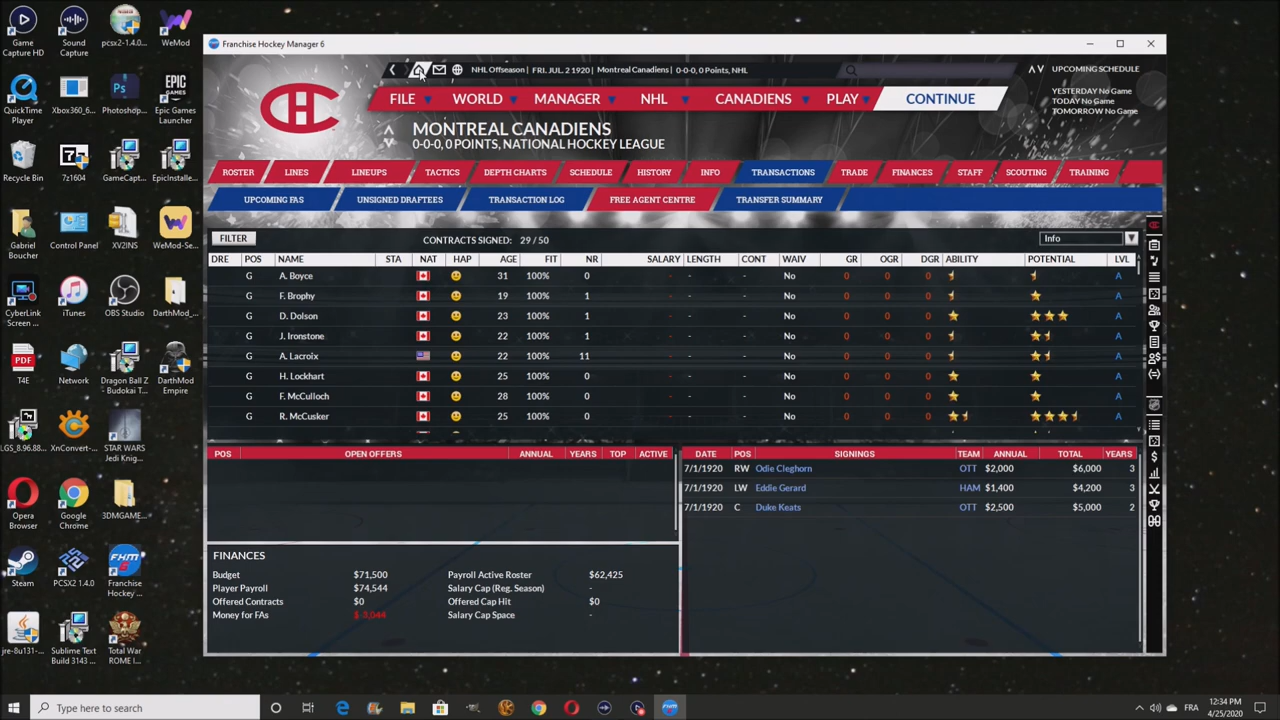 Game Capture HD
Sound Capture
pcsx2-1.4.0...
WeMod
QuickTime Player
Xbox360_6...
Photoshop...
Epic Games Launcher
Recycle Bin
7z1604
GameCapt...
EpicInstalle...
Gabriel Boucher
Control Panel
XV2INS
WeMod-Se...
CyberLink Screen ...
iTunes
OBS Studio
DarthMod_...
T4E
Network
Dragon Ball Z - Budokai T...
DarthMod Empire
LGS_8.96.88...
XnConvert-...
STAR WARS Jedi Knig...
Opera Browser
Google Chrome
3DMGAME...
Steam
PCSX2 1.4.0
Franchise Hockey ...
jre-8u131-...
Sublime Text Build 3143 ...
Total War ROME I...
Franchise Hockey Manager 6
NHL Offseason | FRI. JUL. 2 1920 | Montreal Canadiens | 0-0-0, 0 Points, NHL
UPCOMING SCHEDULE
YESTERDAY No Game
TODAY No Game
TOMORROW No Game
FILE WORLD MANAGER NHL CANADIENS PLAY CONTINUE
MONTREAL CANADIENS
0-0-0, 0 POINTS, NATIONAL HOCKEY LEAGUE
ROSTER LINES LINEUPS TACTICS DEPTH CHARTS SCHEDULE HISTORY INFO TRANSACTIONS TRADE FINANCES STAFF SCOUTING TRAINING
UPCOMING FAS UNSIGNED DRAFTEES TRANSACTION LOG FREE AGENT CENTRE TRANSFER SUMMARY
FILTER CONTRACTS SIGNED: 29 / 50 Info
DRE POS NAME STA NAT HAP AGE FIT NR SALARY LENGTH CONT WAIV GR OGR DGR ABILITY POTENTIAL LVL
G A. Boyce 31 100% 0 - - - No 0 0 0 A
G F. Brophy 19 100% 1 - - - No 0 0 0 A
G D. Dolson 23 100% 1 - - - No 0 0 0 A
G J. Ironstone 22 100% 1 - - - No 0 0 0 A
G A. Lacroix 22 100% 11 - - - No 0 0 0 A
G H. Lockhart 25 100% 0 - - - No 0 0 0 A
G F. McCulloch 28 100% 0 - - - No 0 0 0 A
G R. McCusker 25 100% 0 - - - No 0 0 0 A
POS OPEN OFFERS ANNUAL YEARS TOP ACTIVE
DATE POS SIGNINGS TEAM ANNUAL TOTAL YEARS
7/1/1920 RW Odie Cleghorn OTT $2,000 $6,000 3
7/1/1920 LW Eddie Gerard HAM $1,400 $4,200 3
7/1/1920 C Duke Keats OTT $2,500 $5,000 2
FINANCES
Budget $71,500 Payroll Active Roster $62,425
Player Payroll $74,544 Salary Cap (Reg. Season) -
Offered Contracts $0 Offered Cap Hit $0
Money for FAs $-3,044 Salary Cap Space -
Type here to search
FRA
12:34 PM
4/25/2020